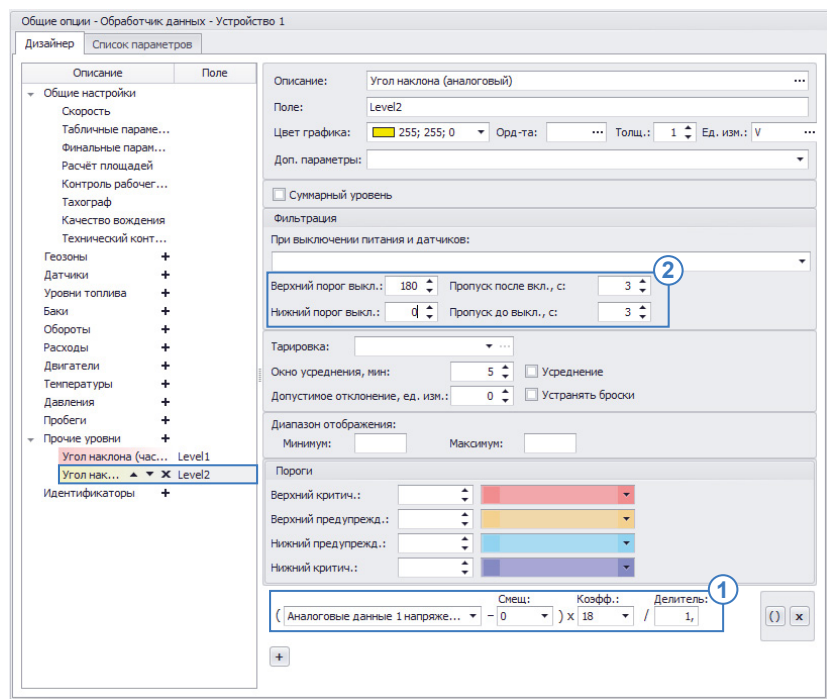 Общие опции - Обработчик данных - Устройство 1
Дизайнер Список параметров
Описание Поле
Общие настройки
Скорость
Табличные параме...
Финальные парам...
Расчёт площадей
Контроль рабочег...
Тахограф
Качество вождения
Технический конт...
Геозоны +
Датчики +
Уровни топлива +
Баки +
Обороты +
Расходы +
Двигатели +
Температуры +
Давления +
Пробеги +
Прочие уровни +
Угол наклона (час... Level1
Угол нак... Level2
Идентификаторы +
Описание: Угол наклона (аналоговый) ...
Поле: Level2
Цвет графика: 255; 255; 0 Орд-та: ... Толщ.: 1 Ед. изм.: V ...
Доп. параметры:
Суммарный уровень
Фильтрация
При выключении питания и датчиков:
2
Верхний порог выкл.: 180 Пропуск после вкл., с: 3
Нижний порог выкл.: 0 Пропуск до выкл., с: 3
Тарировка: ...
Окно усреднения, мин: 5 Усреднение
Допустимое отклонение, ед. изм.: 0 Устранять броски
Диапазон отображения:
Минимум: Максимум:
Пороги
Верхний критич.:
Верхний предупрежд.:
Нижний предупрежд.:
Нижний критич.:
1
Смещ: Коэфф.: Делитель:
( Аналоговые данные 1 напряже... – 0 ) x 18 / 1, () x
+